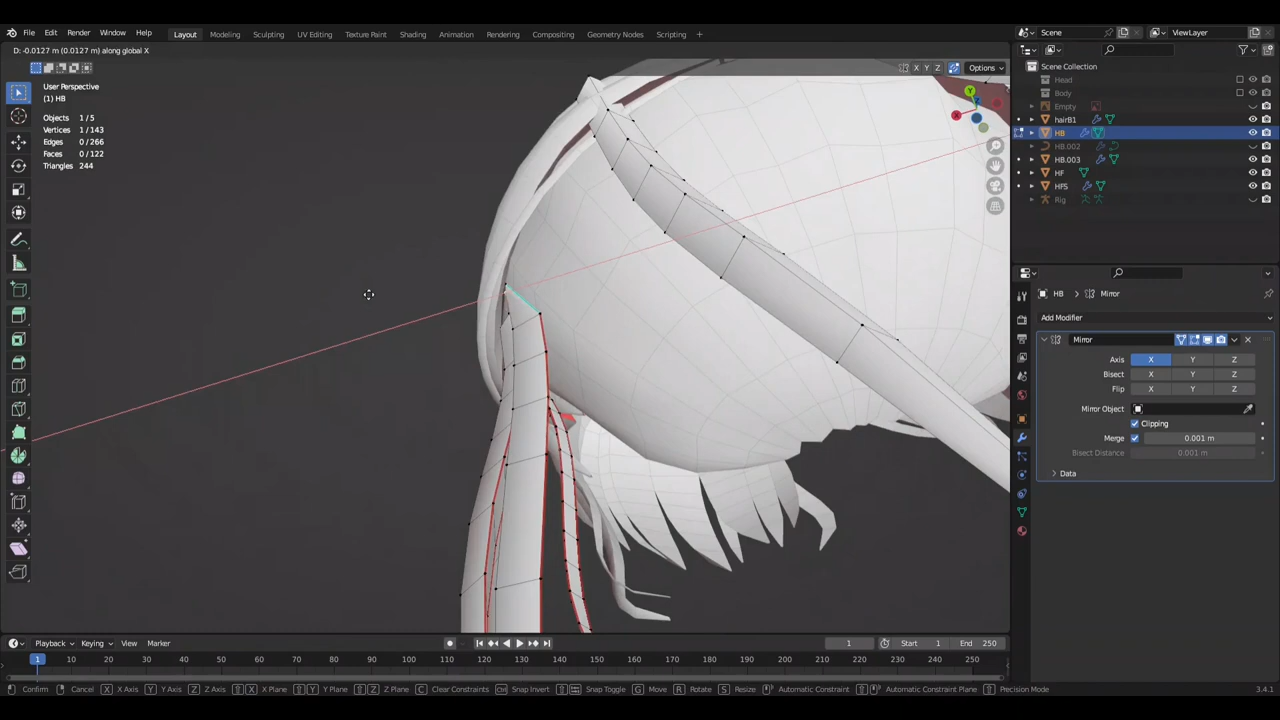 File Edit Render Window Help Layout Modeling Sculpting UV Editing Texture Paint Shading Animation Rendering Compositing Geometry Nodes Scripting + Scene ViewLayer
D: -0.0127 m (0.0127 m) along global X
X Y Z Options
User Perspective
(1) HB
Objects 1 / 5
Vertices 1 / 143
Edges 0 / 266
Faces 0 / 122
Triangles 244
Y
X
Z
Scene Collection
Head
Body
Empty
hairB1
HB
HB.002
HB.003
HF
HFS
Rig
HB > Mirror
Add Modifier
Mirror
Axis X Y Z
Bisect X Y Z
Flip X Y Z
Mirror Object
Clipping
Merge 0.001 m
Bisect Distance 0.001 m
> Data
Playback Keying View Marker 1 Start 1 End 250
1 10 20 30 40 50 60 70 80 90 100 110 120 130 140 150 160 170 180 190 200 210 220 230 240 250
Confirm Cancel X X Axis Y Y Axis Z Z Axis X X Plane Y Y Plane Z Z Plane C Clear Constraints Snap Invert Snap Toggle G Move R Rotate S Resize Automatic Constraint Automatic Constraint Plane Precision Mode 3.4.1